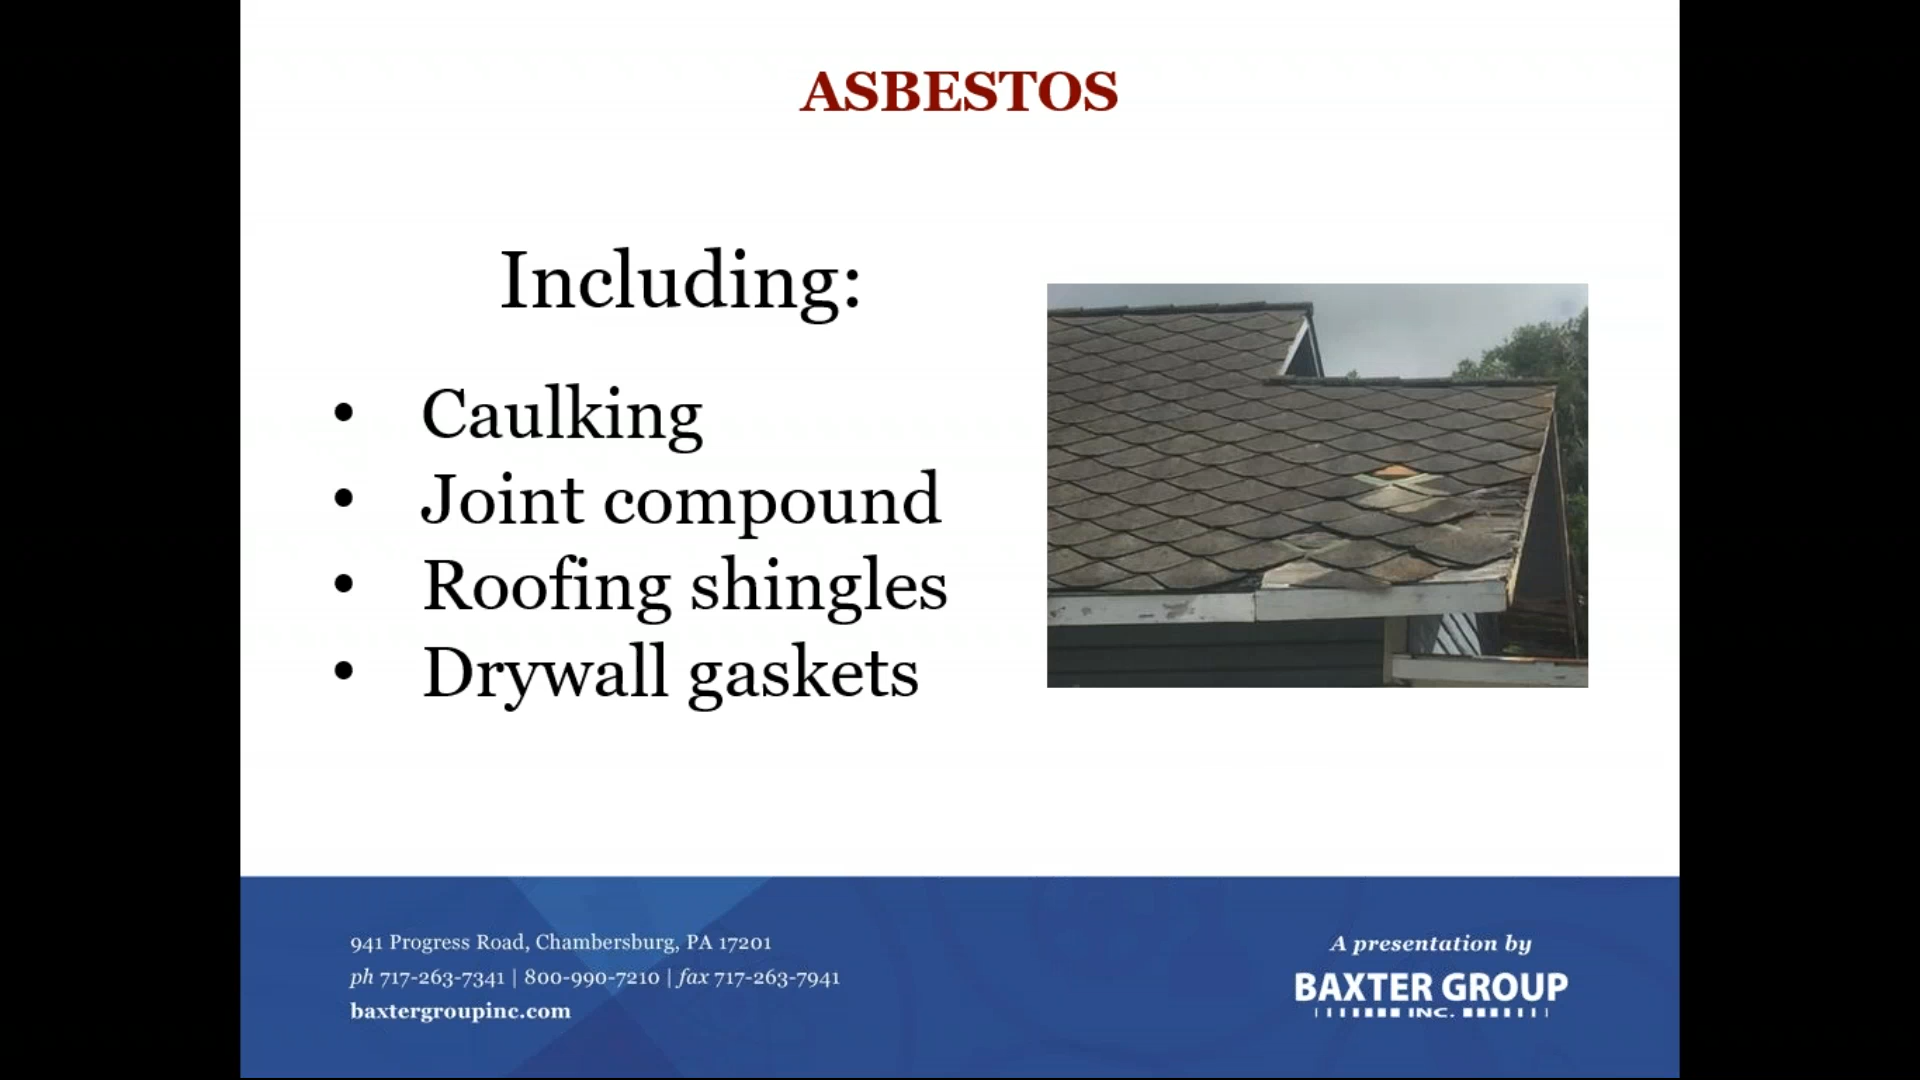 ASBESTOS
Including:
• Caulking
• Joint compound
• Roofing shingles
• Drywall gaskets
941 Progress Road, Chambersburg, PA 17201
ph 717-263-7341 | 800-990-7210 | fax 717-263-7941
baxtergroupinc.com
A presentation by
BAXTER GROUP
INC.